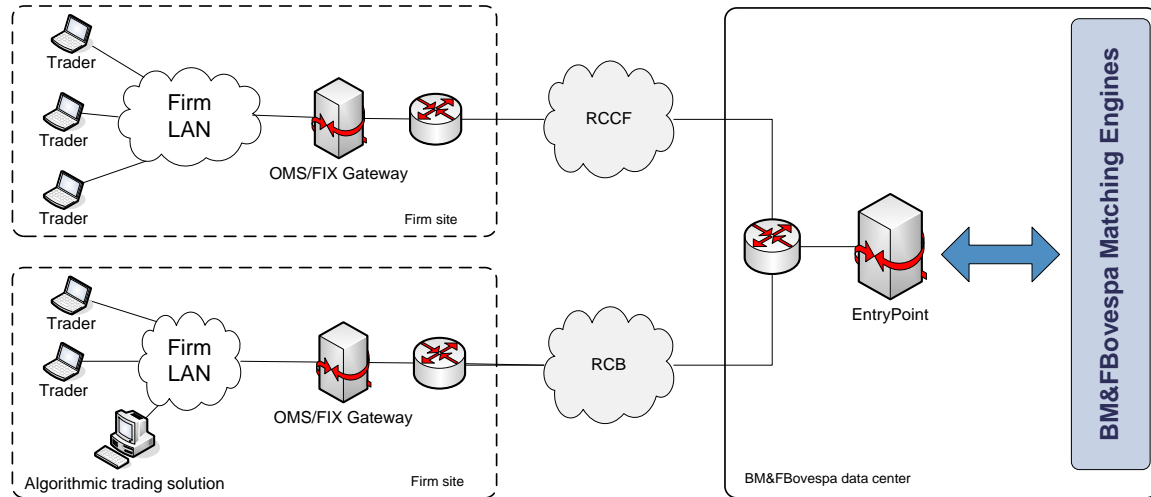 Trader
Trader
Trader
Firm
LAN
OMS/FIX Gateway
Firm site
RCCF
Trader
Trader
Firm
LAN
OMS/FIX Gateway
Algorithmic trading solution
Firm site
RCB
EntryPoint
BM&FBovespa data center
BM&FBovespa Matching Engines